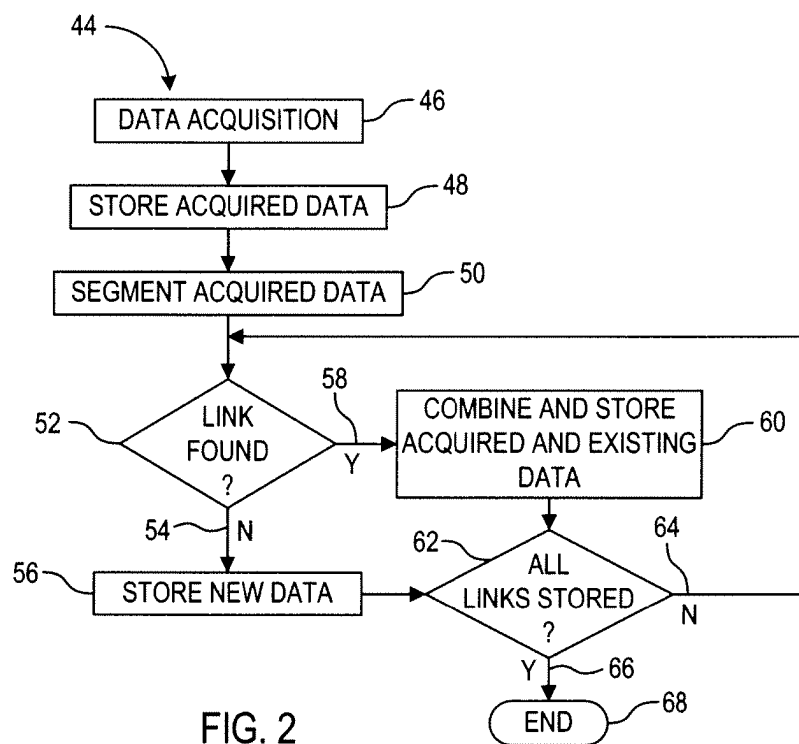 44
DATA ACQUISITION
46
STORE ACQUIRED DATA
48
SEGMENT ACQUIRED DATA
50
52
LINK
FOUND
?
58
Y
COMBINE AND STORE
ACQUIRED AND EXISTING
DATA
60
54
N
56
STORE NEW DATA
62
ALL
LINKS STORED
?
64
N
Y
66
END
68
FIG. 2